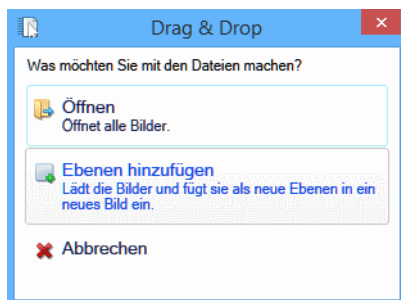 Drag & Drop
Was möchten Sie mit den Dateien machen?
Öffnen
Öffnet alle Bilder.
Ebenen hinzufügen
Lädt die Bilder und fügt sie als neue Ebenen in ein
neues Bild ein.
Abbrechen